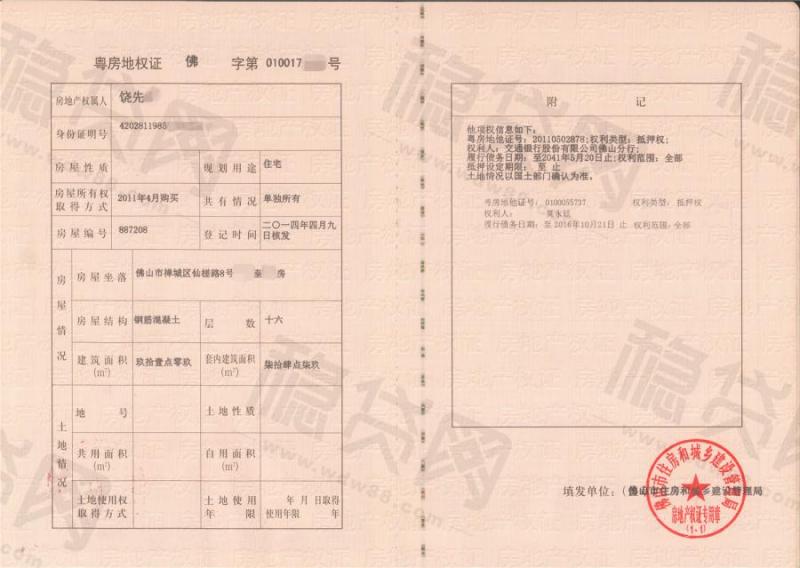 粤房地权证 佛 字第 010017 号
房地产权属人 饶先
身份证明号 4202811985
房屋性质 规划用途 住宅
房屋所有权取得方式 2011年4月购买 共有情况 单独所有
房屋编号 887208 登记时间 二〇一四年四月九日核发
房屋情况
房屋坐落 佛山市禅城区仙槎路8号 房
房屋结构 钢筋混凝土 层数 十六
建筑面积(m²) 玖拾壹点零玖 套内建筑面积(m²) 柒拾肆点柒玖
土地情况
地号 土地性质
共用面积(m²) 自用面积(m²)
土地使用权取得方式 土地使用年限 年 月 日取得
使用年限 年
附 记
他项权信息如下:
粤房地他证号: 20110502878; 权利类型: 抵押权;
权利人: 交通银行股份有限公司佛山分行;
履行债务日期: 至2041年5月20日止; 权利范围: 全部
抵押设定期限: 至 止
土地情况以国土部门确认为准。
粤房地他证号: 0100055737 权利类型: 抵押权
权利人: 莫永廷
履行债务日期: 至2016年10月21日止 权利范围: 全部
填发单位: (佛山市住房和城乡建设管理局
佛山市住房和城乡建设管理局
房地产权证专用章
(1-1)
稳贷网
www.wdw88.com